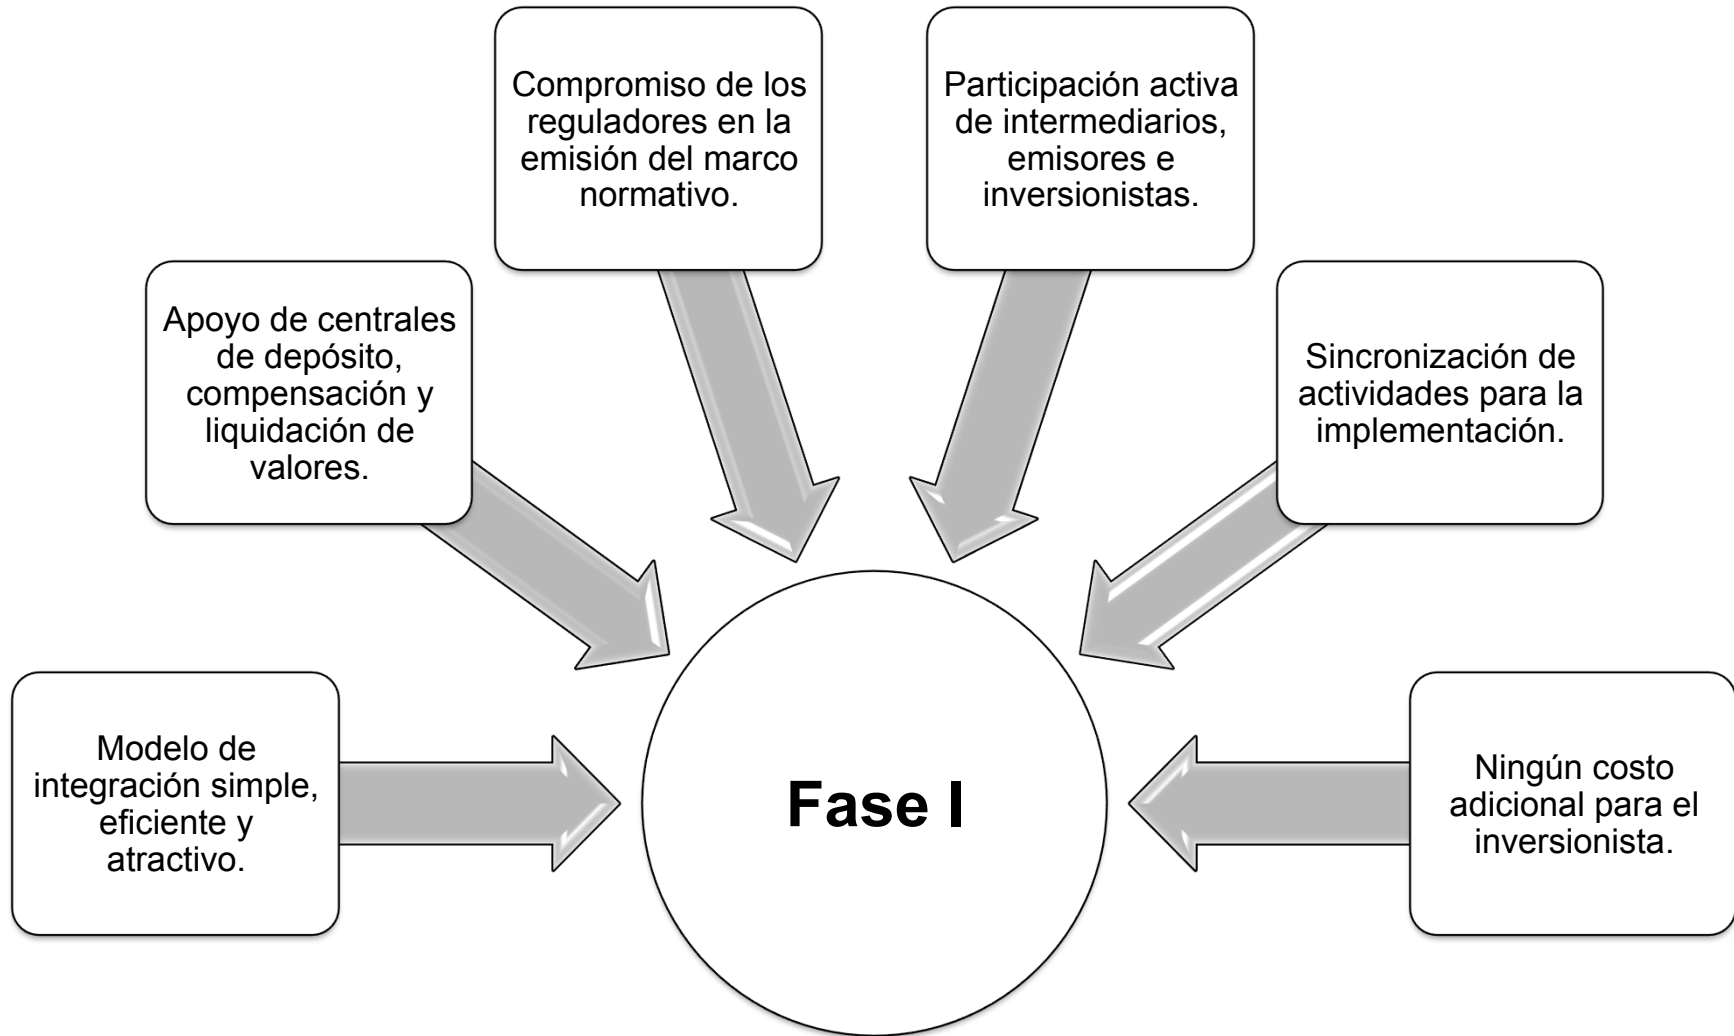 Compromiso de los
reguladores en la
emisión del marco
normativo.
Participación activa
de intermediarios,
emisores e
inversionistas.
Apoyo de centrales
de depósito,
compensación y
liquidación de
valores.
Sincronización de
actividades para la
implementación.
Modelo de
integración simple,
eficiente y
atractivo.
Fase I
Ningún costo
adicional para el
inversionista.